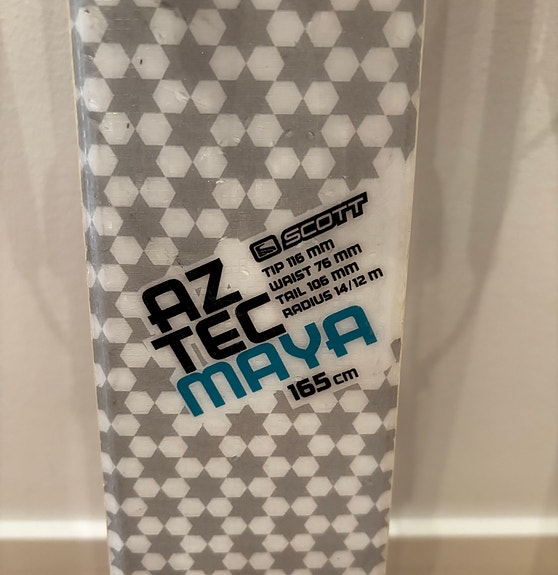 SCOTT
TIP 116 MM
WAIST 76 MM
TAIL 106 MM
RADIUS 14/12 M
AZ
TEC
MAYA
165 cm